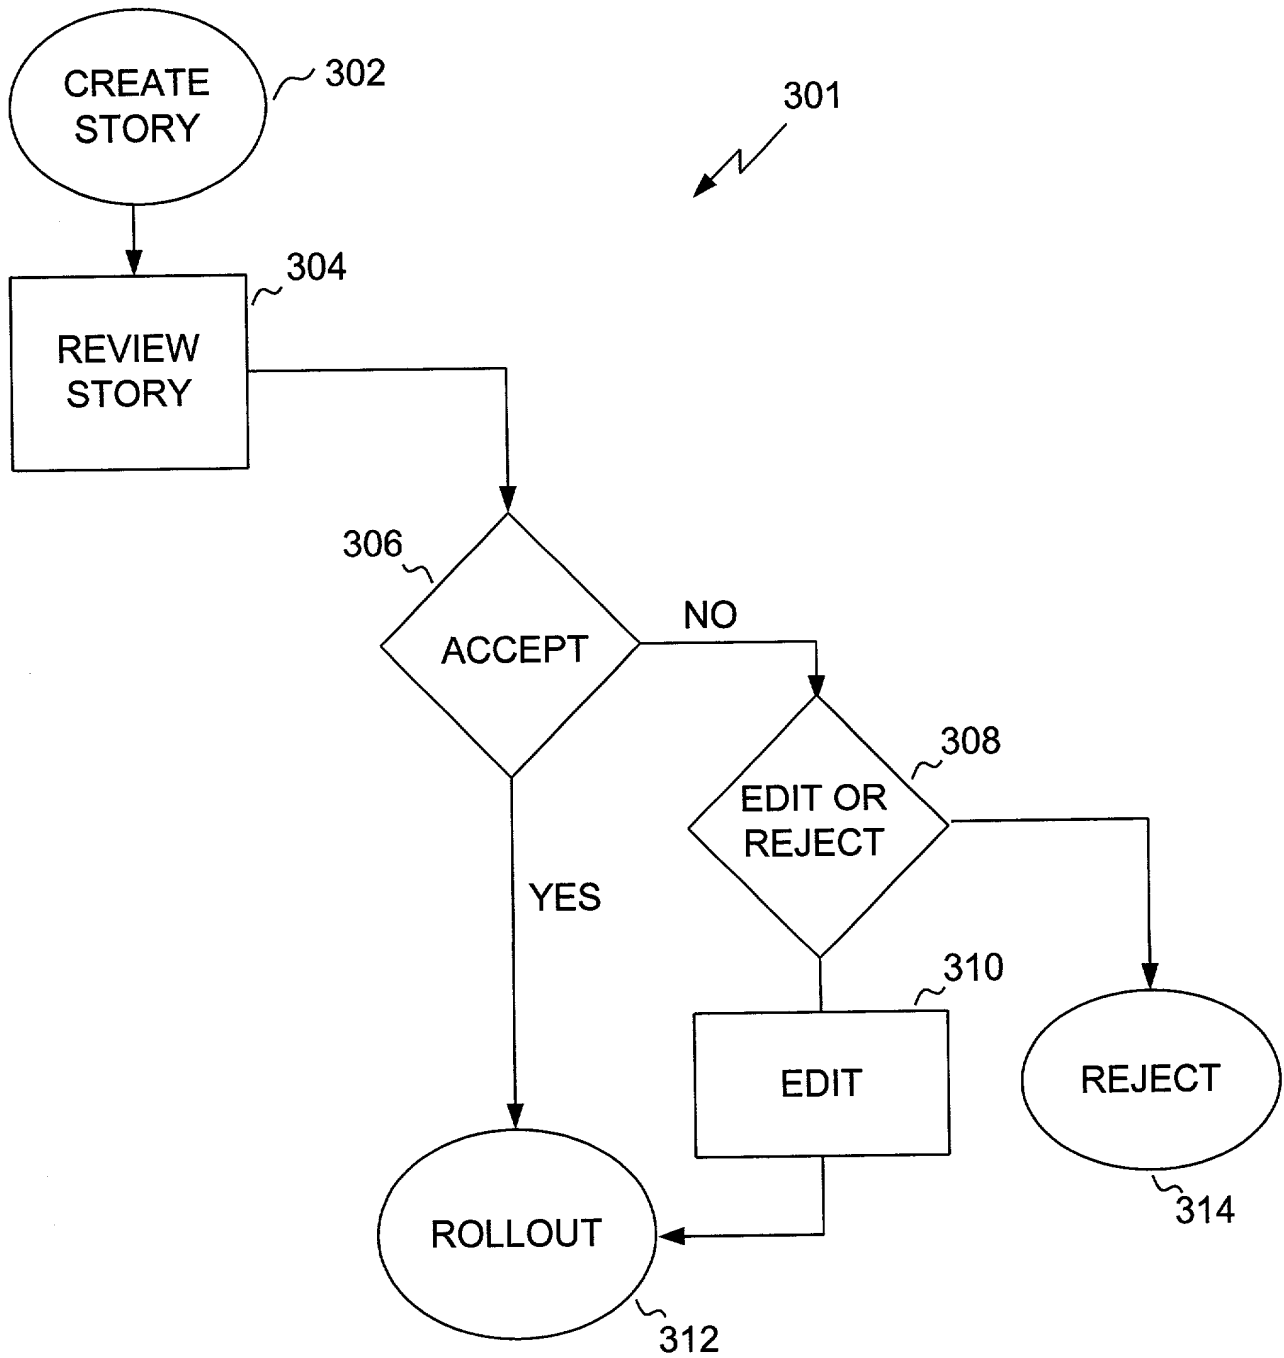 CREATE
STORY
302
301
304
REVIEW
STORY
306
ACCEPT
NO
308
EDIT OR
REJECT
YES
310
EDIT
REJECT
314
ROLLOUT
312